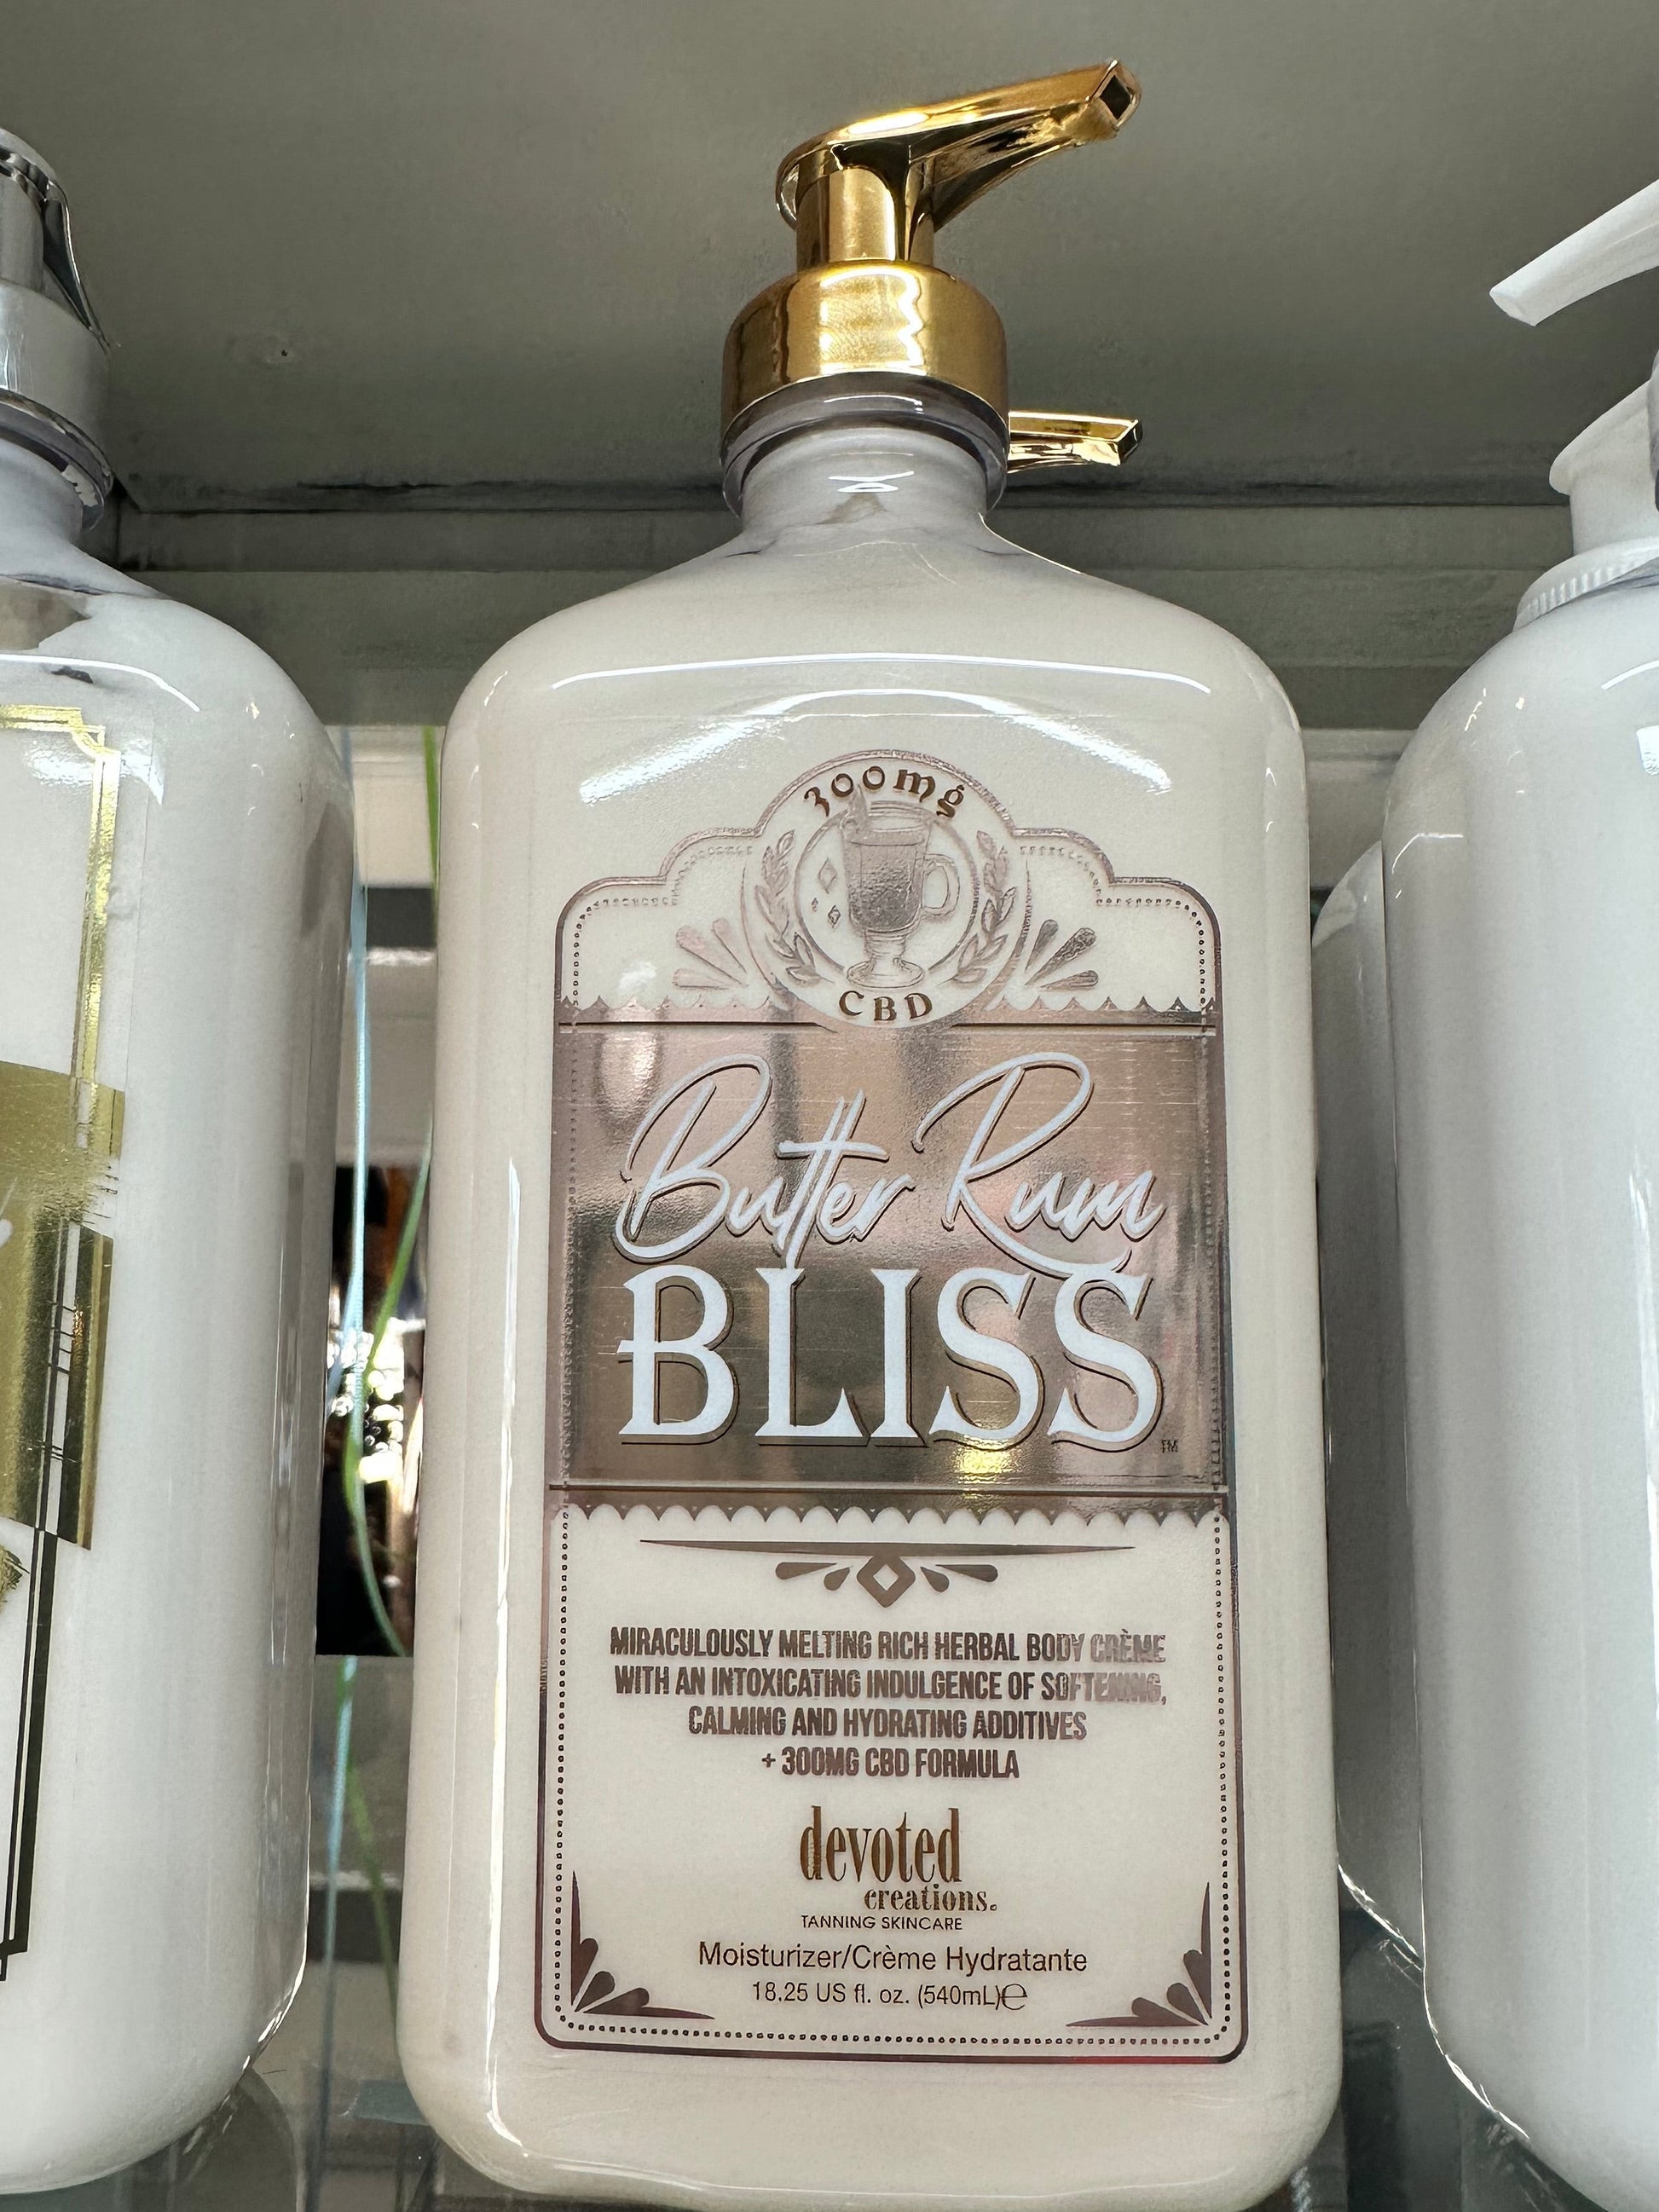 300mg
CBD
Butter Rum
BLISS
TM
MIRACULOUSLY MELTING RICH HERBAL BODY CRÈME
WITH AN INTOXICATING INDULGENCE OF SOFTENING,
CALMING AND HYDRATING ADDITIVES
+ 300MG CBD FORMULA
devoted
creations.
TANNING SKINCARE
Moisturizer/Crème Hydratante
18.25 US fl. oz. (540mL)℮